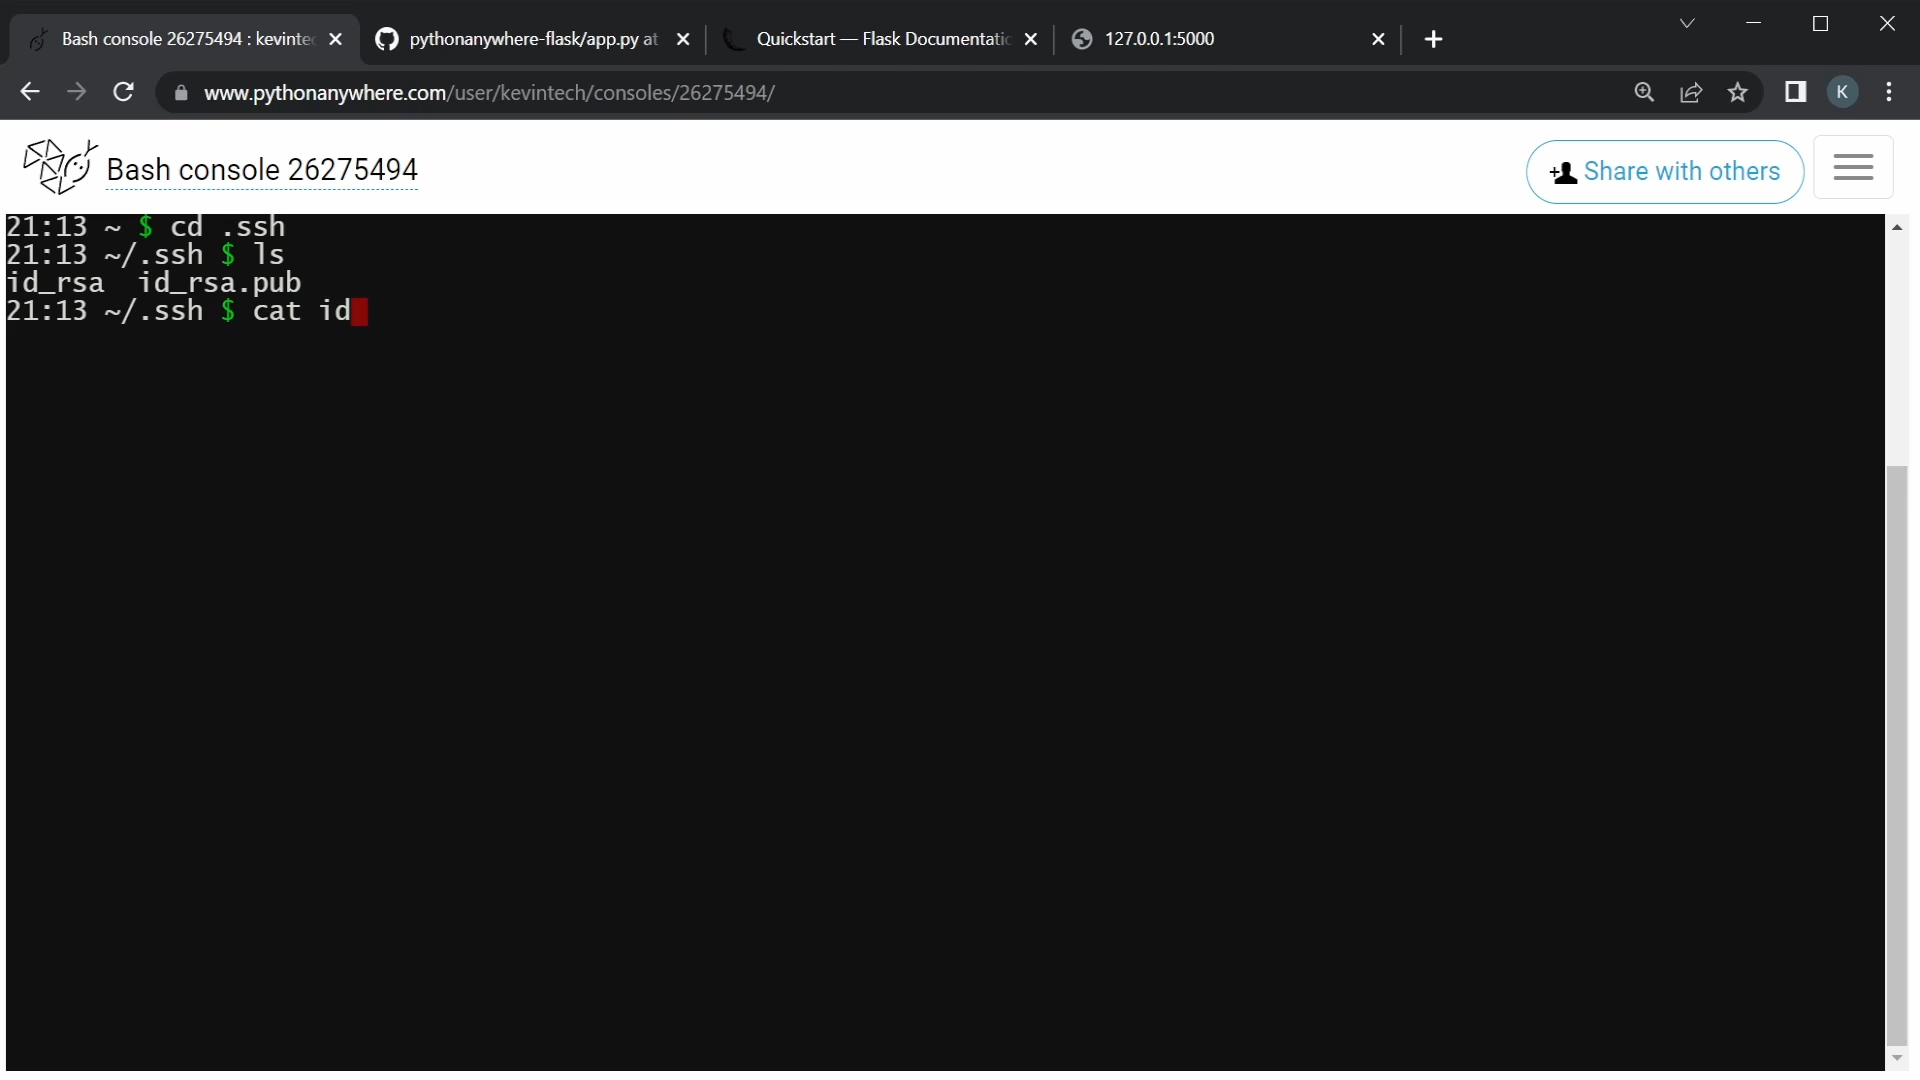 Bash console 26275494 : kevintec
pythonanywhere-flask/app.py at
Quickstart — Flask Documentatic
127.0.0.1:5000
www.pythonanywhere.com/user/kevintech/consoles/26275494/
K
Bash console 26275494
Share with others
21:13 ~ $ cd .ssh
21:13 ~/.ssh $ ls
id_rsa  id_rsa.pub
21:13 ~/.ssh $ cat id